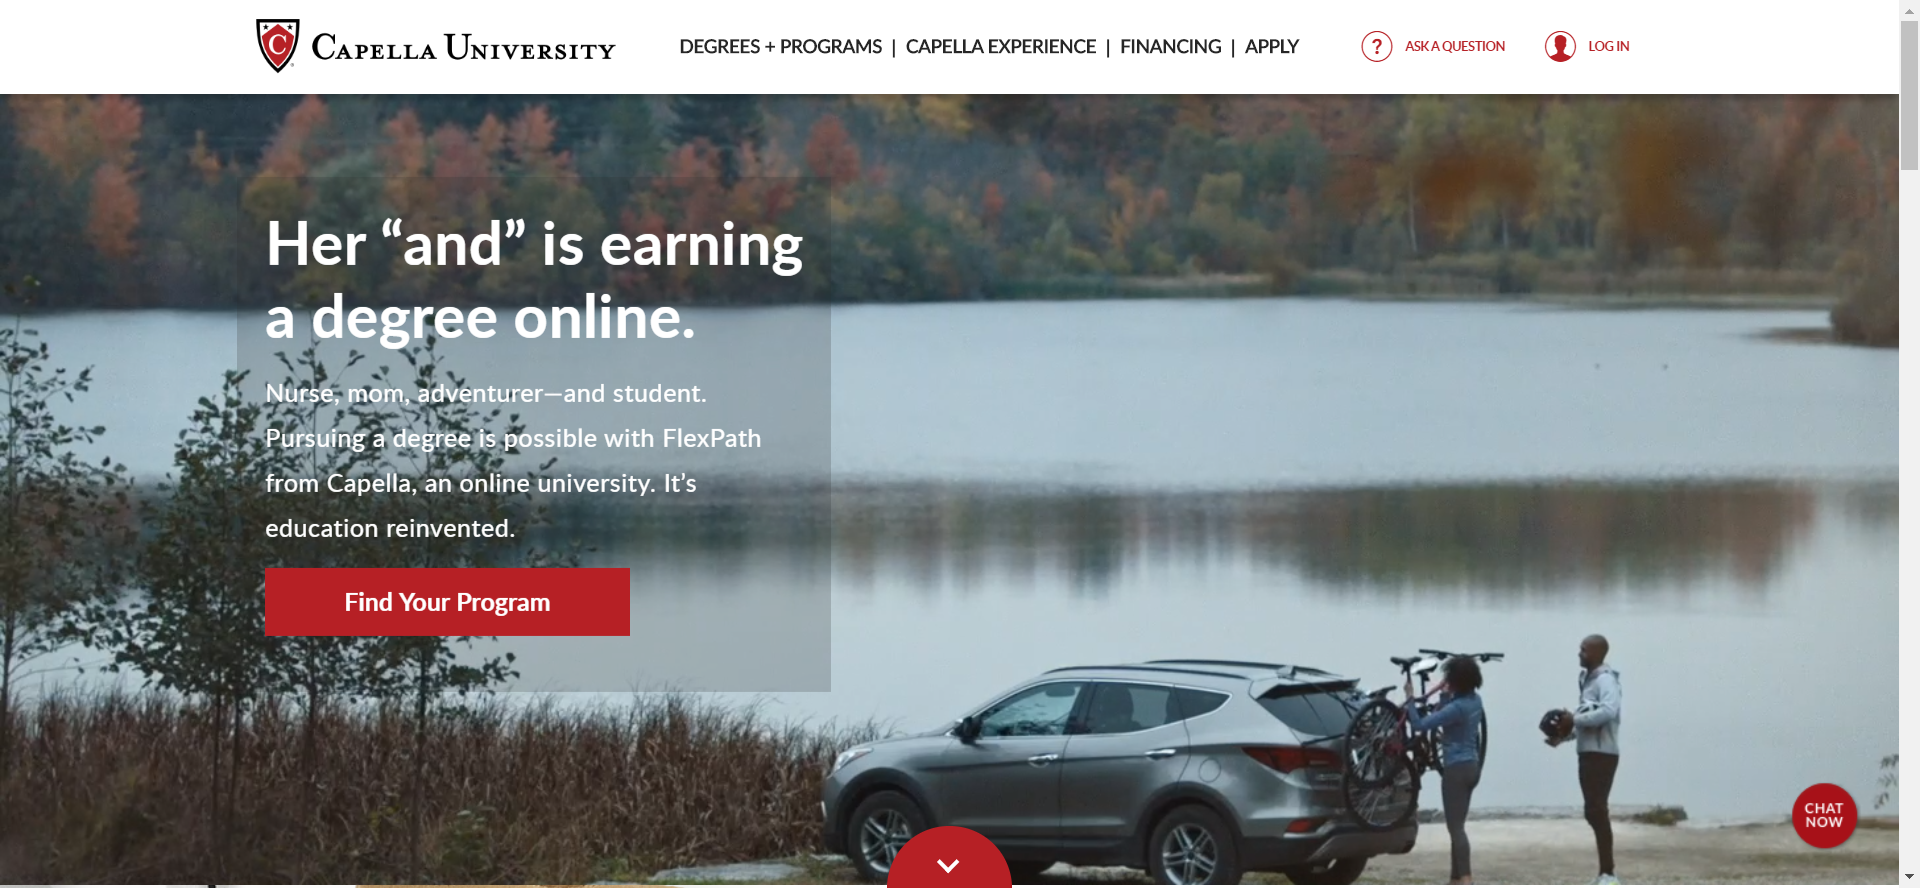 C CAPELLA UNIVERSITY
DEGREES + PROGRAMS | CAPELLA EXPERIENCE | FINANCING | APPLY
? ASK A QUESTION
LOG IN
Her “and” is earning
a degree online.
Nurse, mom, adventurer—and student.
Pursuing a degree is possible with FlexPath
from Capella, an online university. It’s
education reinvented.
Find Your Program
CHAT
NOW